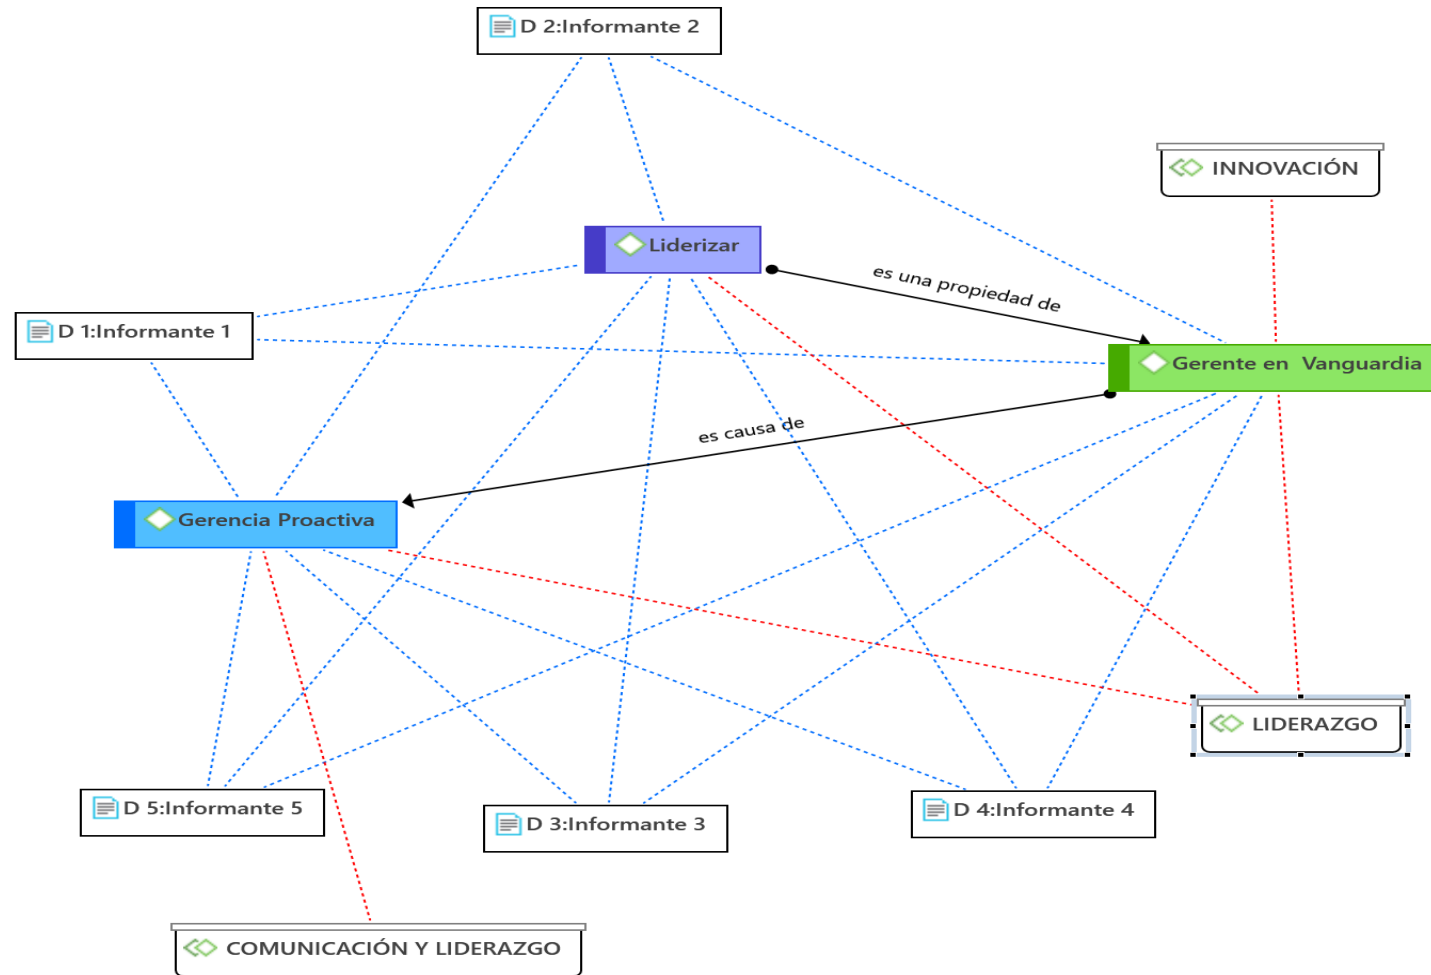 D 2:Informante 2
INNOVACIÓN
Liderizar
es una propiedad de
D 1:Informante 1
Gerente en  Vanguardia
es causa de
Gerencia Proactiva
LIDERAZGO
D 5:Informante 5
D 3:Informante 3
D 4:Informante 4
COMUNICACIÓN Y LIDERAZGO